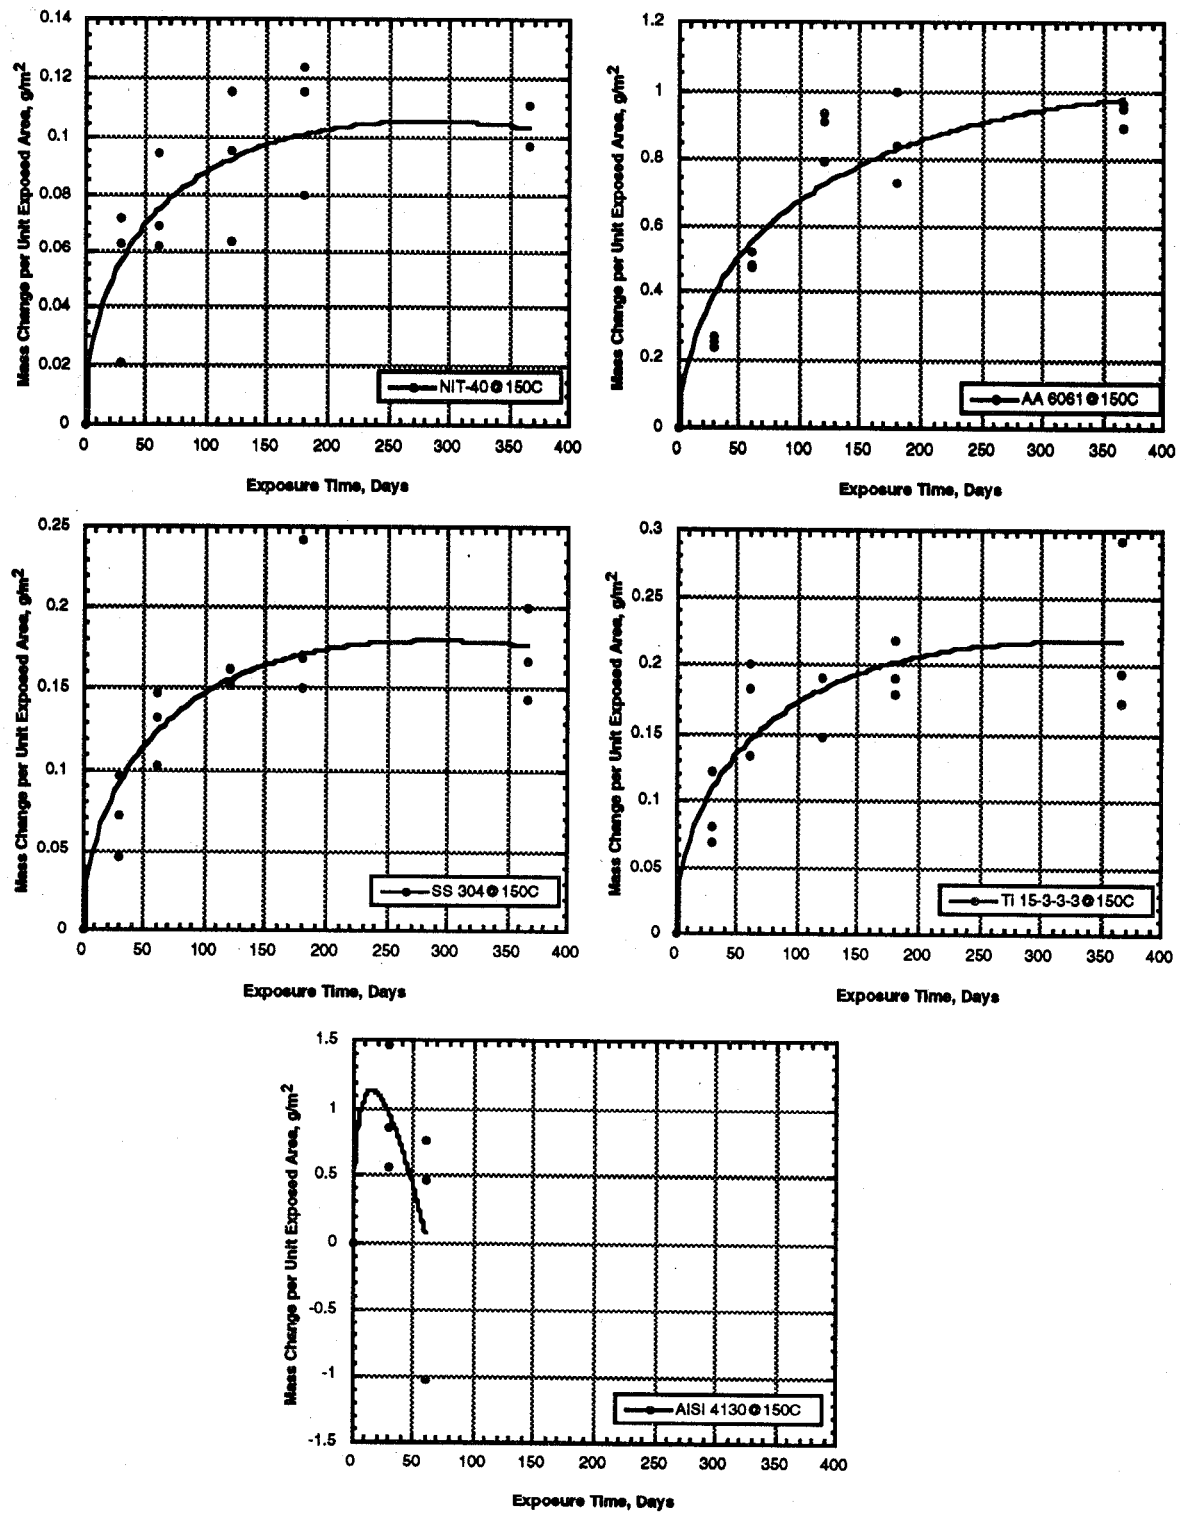 0.14
0.12
0.1
0.08
0.06
0.04
0.02
0
Mass Change per Unit Exposed Area, g/m2
NIT-40@150C
0 50 100 150 200 250 300 350 400
Exposure Time, Days
1.2
1
0.8
0.6
0.4
0.2
0
Mass Change per Unit Exposed Area, g/m2
AA 6061@150C
0 50 100 150 200 250 300 350 400
Exposure Time, Days
0.25
0.2
0.15
0.1
0.05
0
Mass Change per Unit Exposed Area, g/m2
SS 304@150C
0 50 100 150 200 250 300 350 400
Exposure Time, Days
0.3
0.25
0.2
0.15
0.1
0.05
0
Mass Change per Unit Exposed Area, g/m2
Ti 15-3-3-3@150C
0 50 100 150 200 250 300 350 400
Exposure Time, Days
1.5
1
0.5
0
-0.5
-1
-1.5
Mass Change per Unit Exposed Area, g/m2
AISI 4130@150C
0 50 100 150 200 250 300 350 400
Exposure Time, Days